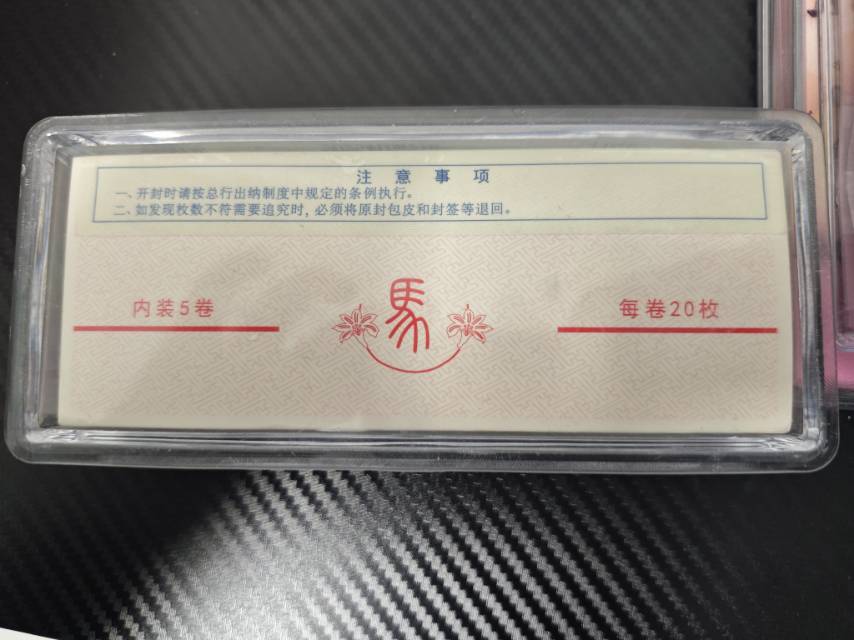 注意事项
一、开封时请按总行出纳制度中规定的条例执行。
二、如发现枚数不符需要追究时，必须将原封包皮和封签等退回。
内装5卷
馬
每卷20枚